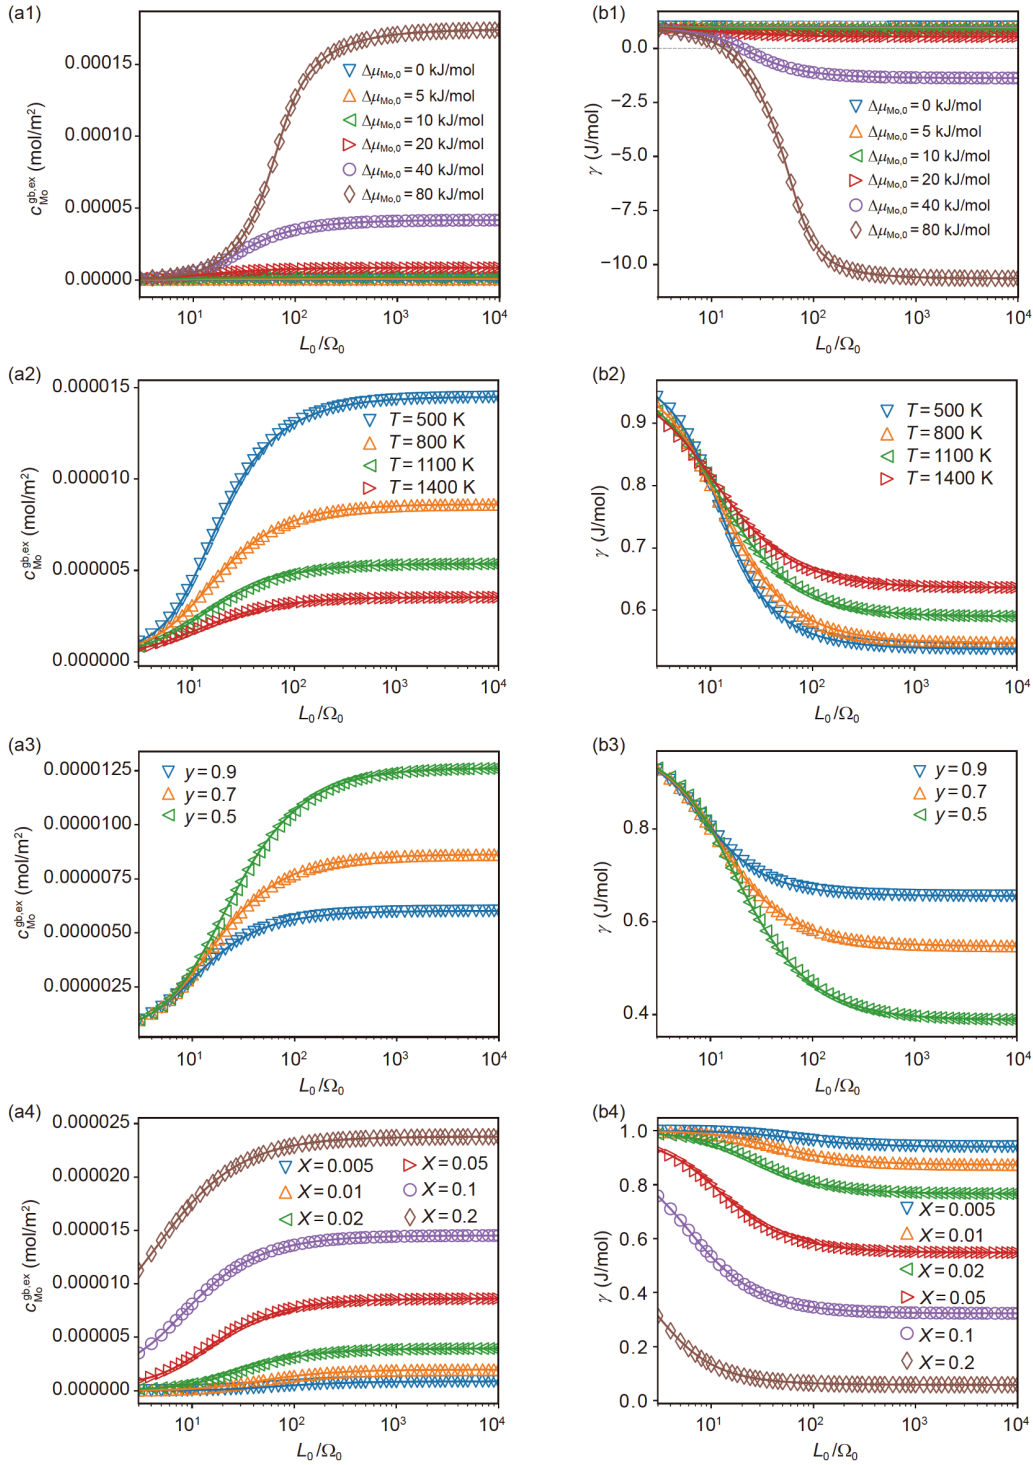 (a1)
0.00015
0.00010
0.00005
0.00000
c_Mo^gb,ex (mol/m²)
Δμ_Mo,0 = 0 kJ/mol
Δμ_Mo,0 = 5 kJ/mol
Δμ_Mo,0 = 10 kJ/mol
Δμ_Mo,0 = 20 kJ/mol
Δμ_Mo,0 = 40 kJ/mol
Δμ_Mo,0 = 80 kJ/mol
10¹ 10² 10³ 10⁴
L₀/Ω₀
(b1)
0.0
−2.5
−5.0
−7.5
−10.0
γ (J/mol)
Δμ_Mo,0 = 0 kJ/mol
Δμ_Mo,0 = 5 kJ/mol
Δμ_Mo,0 = 10 kJ/mol
Δμ_Mo,0 = 20 kJ/mol
Δμ_Mo,0 = 40 kJ/mol
Δμ_Mo,0 = 80 kJ/mol
10¹ 10² 10³ 10⁴
L₀/Ω₀
(a2)
0.000015
0.000010
0.000005
0.000000
c_Mo^gb,ex (mol/m²)
T = 500 K
T = 800 K
T = 1100 K
T = 1400 K
10¹ 10² 10³ 10⁴
L₀/Ω₀
(b2)
0.9
0.8
0.7
0.6
γ (J/mol)
T = 500 K
T = 800 K
T = 1100 K
T = 1400 K
10¹ 10² 10³ 10⁴
L₀/Ω₀
(a3)
0.0000125
0.0000100
0.0000075
0.0000050
0.0000025
c_Mo^gb,ex (mol/m²)
y = 0.9
y = 0.7
y = 0.5
10¹ 10² 10³ 10⁴
L₀/Ω₀
(b3)
0.8
0.6
0.4
γ (J/mol)
y = 0.9
y = 0.7
y = 0.5
10¹ 10² 10³ 10⁴
L₀/Ω₀
(a4)
0.000025
0.000020
0.000015
0.000010
0.000005
0.000000
c_Mo^gb,ex (mol/m²)
X = 0.005 X = 0.05
X = 0.01 X = 0.1
X = 0.02 X = 0.2
10¹ 10² 10³ 10⁴
L₀/Ω₀
(b4)
1.0
0.8
0.6
0.4
0.2
0.0
γ (J/mol)
X = 0.005
X = 0.01
X = 0.02
X = 0.05
X = 0.1
X = 0.2
10¹ 10² 10³ 10⁴
L₀/Ω₀